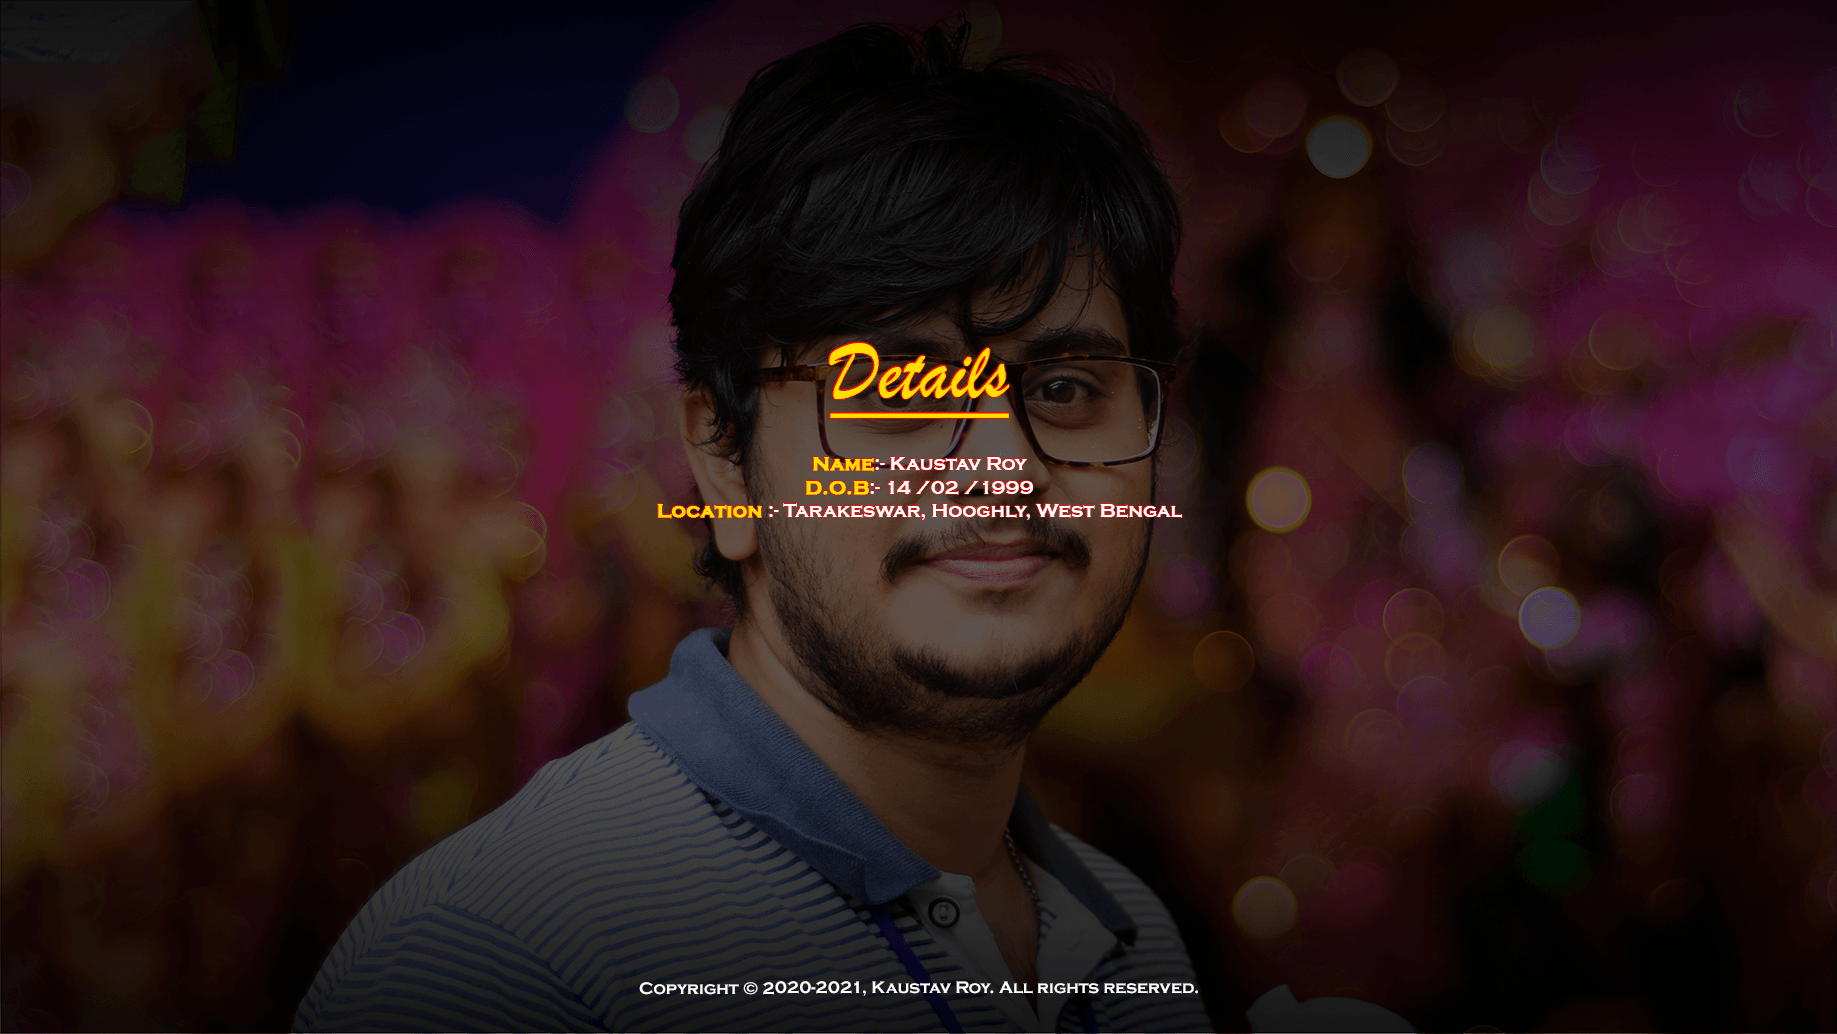 Details
Name:- Kaustav Roy
D.O.B:- 14 /02 /1999
Location :- Tarakeswar, Hooghly, West Bengal
Copyright © 2020-2021, Kaustav Roy. All rights reserved.